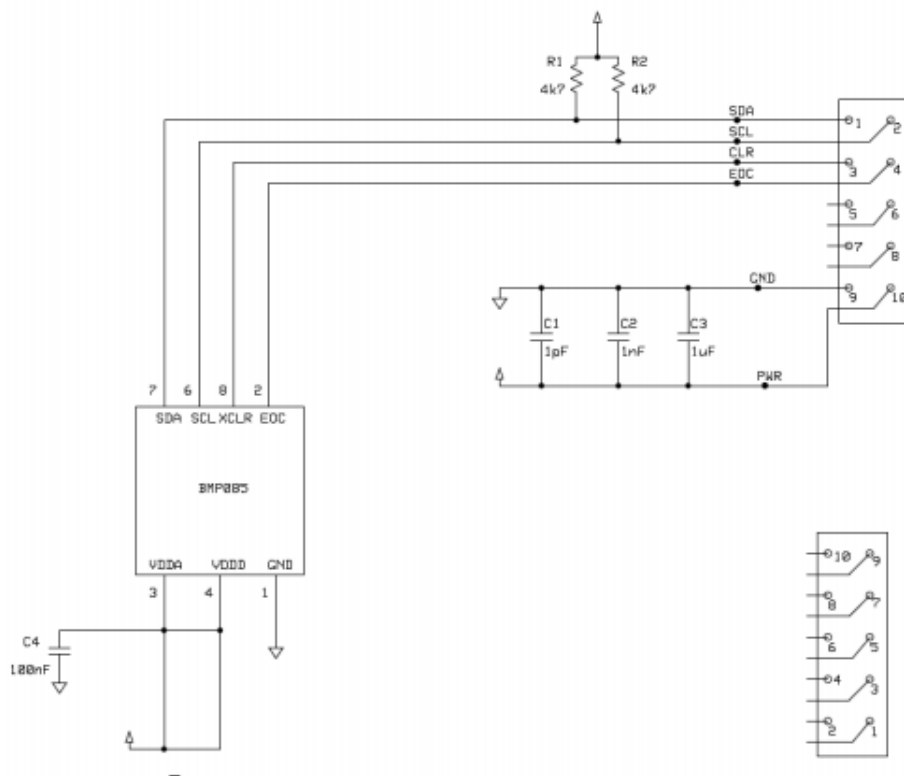 R1 R2
4k7 4k7
SDA
SCL
CLR
EOC
1 2
3 4
5 6
7 8
9 10
GND
C1 C2 C3
1pF 1nF 1uF
PWR
7 6 8 2
SDA SCL XCLR EOC
BMP085
VDDA VDDD GND
3 4 1
C4
100nF
10 9
8 7
6 5
4 3
2 1